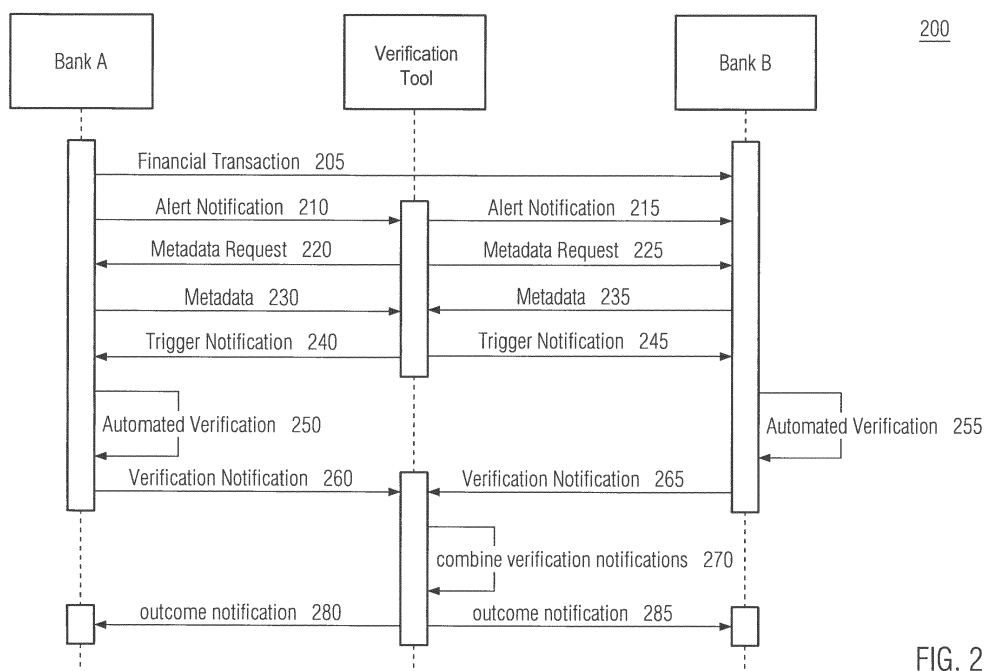 200
Bank A
Verification
Tool
Bank B
Financial Transaction 205
Alert Notification 210
Alert Notification 215
Metadata Request 220
Metadata Request 225
Metadata 230
Metadata 235
Trigger Notification 240
Trigger Notification 245
Automated Verification 250
Automated Verification 255
Verification Notification 260
Verification Notification 265
combine verification notifications 270
outcome notification 280
outcome notification 285
FIG. 2